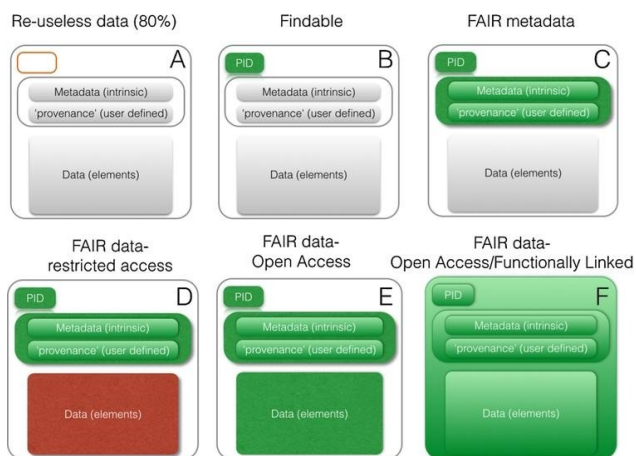 Re-useless data (80%)
Findable
FAIR metadata
A
Metadata (intrinsic)
'provenance' (user defined)
Data (elements)
PID
B
Metadata (intrinsic)
'provenance' (user defined)
Data (elements)
PID
C
Metadata (intrinsic)
'provenance' (user defined)
Data (elements)
FAIR data-
restricted access
FAIR data-
Open Access
FAIR data-
Open Access/Functionally Linked
PID
D
Metadata (intrinsic)
'provenance' (user defined)
Data (elements)
PID
E
Metadata (intrinsic)
'provenance' (user defined)
Data (elements)
PID
F
Metadata (intrinsic)
'provenance' (user defined)
Data (elements)